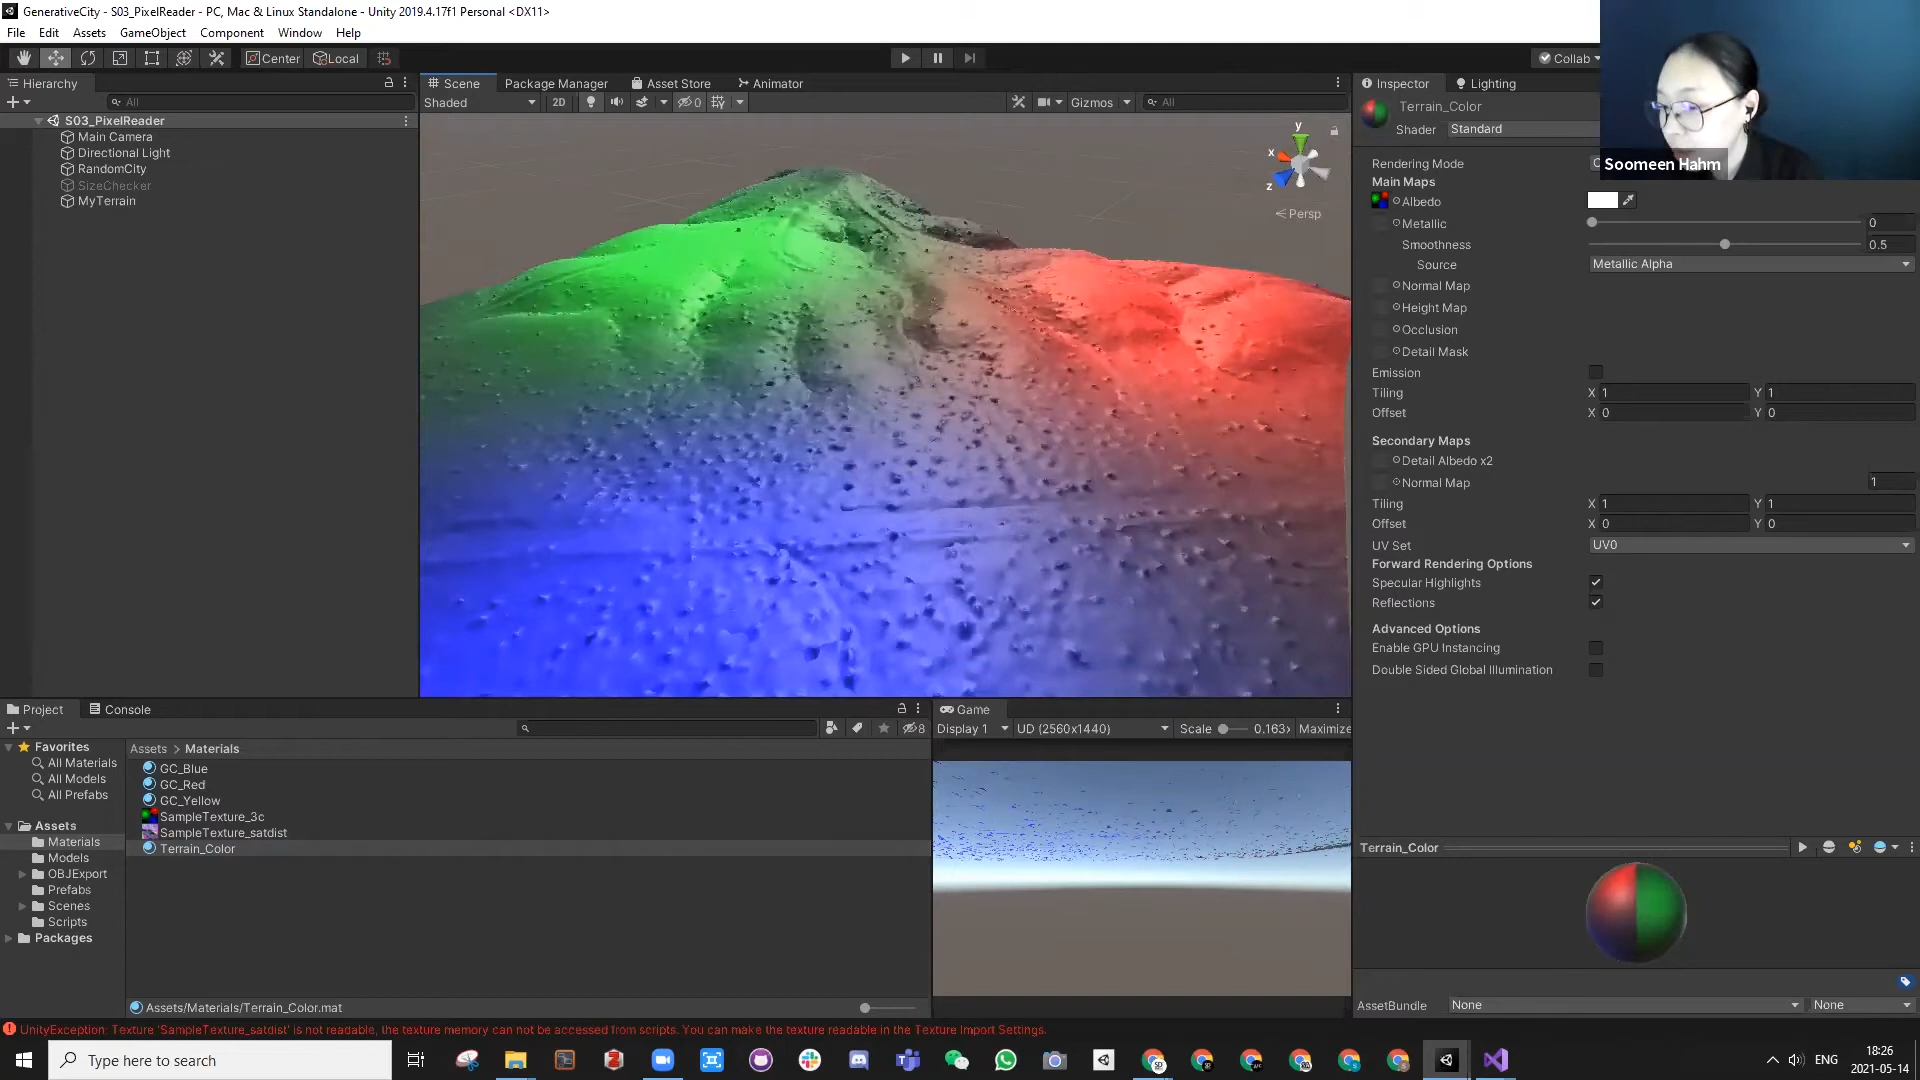 GenerativeCity - S03_PixelReader - PC, Mac & Linux Standalone - Unity 2019.4.17f1 Personal <DX11>
File Edit Assets GameObject Component Window Help
Center Local
Collab
Hierarchy
All
S03_PixelReader
Main Camera
Directional Light
RandomCity
SizeChecker
MyTerrain
Scene Package Manager Asset Store Animator
Shaded 2D 0 Gizmos All
y
x
z
Persp
Inspector Lighting
Terrain_Color
Shader Standard
Soomeen Hahm
Rendering Mode
Main Maps
Albedo
Metallic 0
Smoothness 0.5
Source Metallic Alpha
Normal Map
Height Map
Occlusion
Detail Mask
Emission
Tiling X 1 Y 1
Offset X 0 Y 0
Secondary Maps
Detail Albedo x2
Normal Map 1
Tiling X 1 Y 1
Offset X 0 Y 0
UV Set UV0
Forward Rendering Options
Specular Highlights
Reflections
Advanced Options
Enable GPU Instancing
Double Sided Global Illumination
Project Console
8
Favorites
All Materials
All Models
All Prefabs
Assets
Materials
Models
OBJExport
Prefabs
Scenes
Scripts
Packages
Assets > Materials
GC_Blue
GC_Red
GC_Yellow
SampleTexture_3c
SampleTexture_satdist
Terrain_Color
Assets/Materials/Terrain_Color.mat
Game
Display 1 UD (2560x1440) Scale 0.163x Maximize
Terrain_Color
AssetBundle None None
UnityException: Texture 'SampleTexture_satdist' is not readable, the texture memory can not be accessed from scripts. You can make the texture readable in the Texture Import Settings.
Type here to search
ENG
18:26
2021-05-14